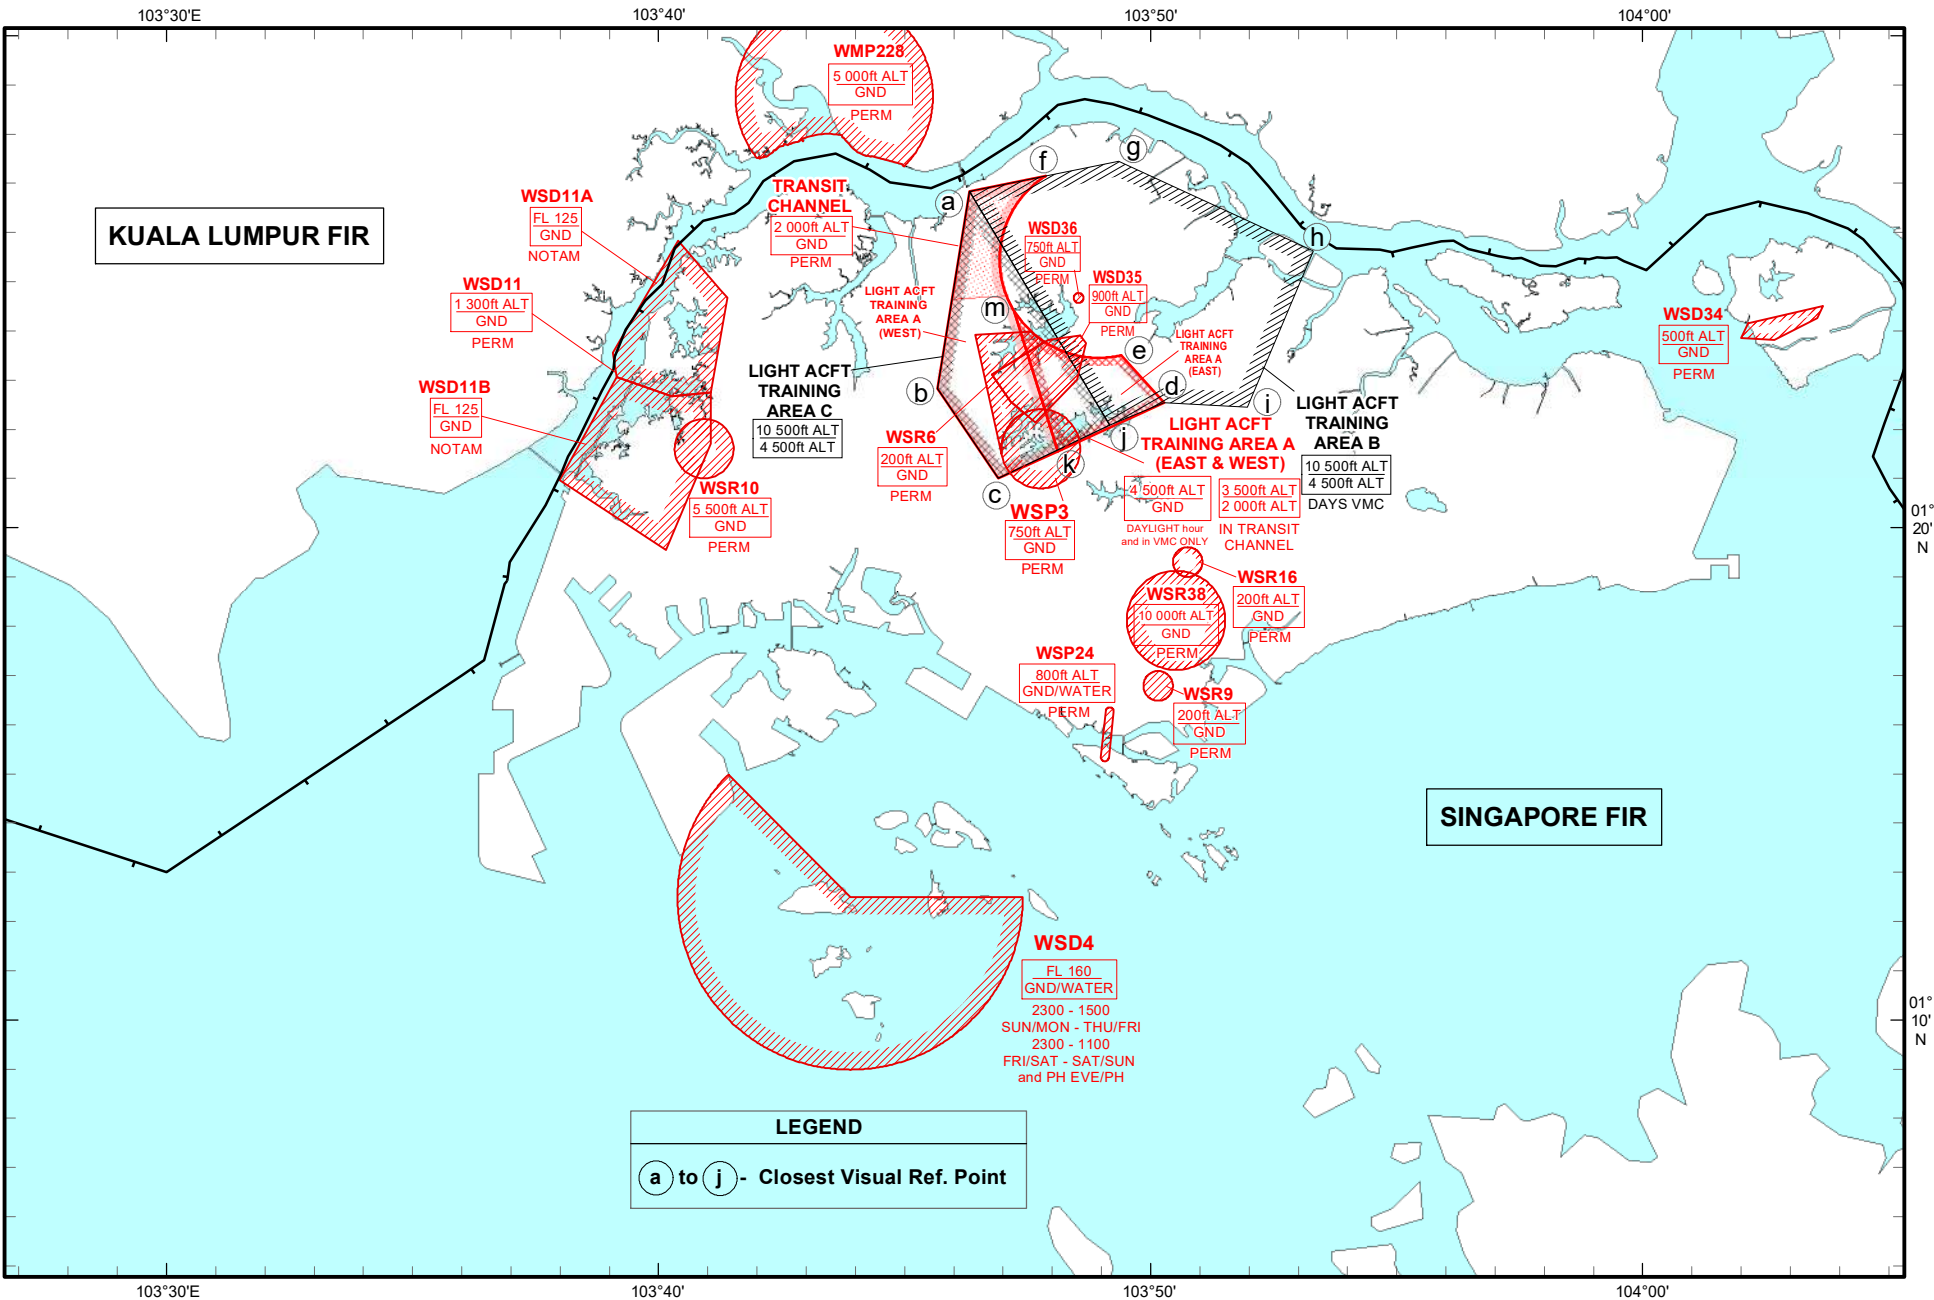 103°30'E
103°40'
103°50'
104°00'
WMP228
5 000ft ALT
GND
PERM
KUALA LUMPUR FIR
WSD11A
FL 125
GND
NOTAM
TRANSIT
CHANNEL
2 000ft ALT
GND
PERM
a
f
g
h
WSD36
750ft ALT
GND
PERM
WSD35
900ft ALT
GND
PERM
WSD11
1 300ft ALT
GND
PERM
LIGHT ACFT
TRAINING
AREA A
(WEST)
m
LIGHT ACFT
TRAINING
AREA A
(EAST)
e
d
WSD34
500ft ALT
GND
PERM
WSD11B
FL 125
GND
NOTAM
LIGHT ACFT
TRAINING
AREA C
10 500ft ALT
4 500ft ALT
b
i
LIGHT ACFT
TRAINING
AREA B
10 500ft ALT
4 500ft ALT
DAYS VMC
WSR6
200ft ALT
GND
PERM
j
k
c
LIGHT ACFT
TRAINING AREA A
(EAST & WEST)
4 500ft ALT
GND
DAYLIGHT hour
and in VMC ONLY
3 500ft ALT
2 000ft ALT
IN TRANSIT
CHANNEL
WSR10
5 500ft ALT
GND
PERM
WSP3
750ft ALT
GND
PERM
01°
20'
N
WSR16
200ft ALT
GND
PERM
WSR38
10 000ft ALT
GND
PERM
WSP24
800ft ALT
GND/WATER
PERM
WSR9
200ft ALT
GND
PERM
SINGAPORE FIR
WSD4
FL 160
GND/WATER
2300 - 1500
SUN/MON - THU/FRI
2300 - 1100
FRI/SAT - SAT/SUN
and PH EVE/PH
01°
10'
N
LEGEND
a to j - Closest Visual Ref. Point
103°30'E
103°40'
103°50'
104°00'